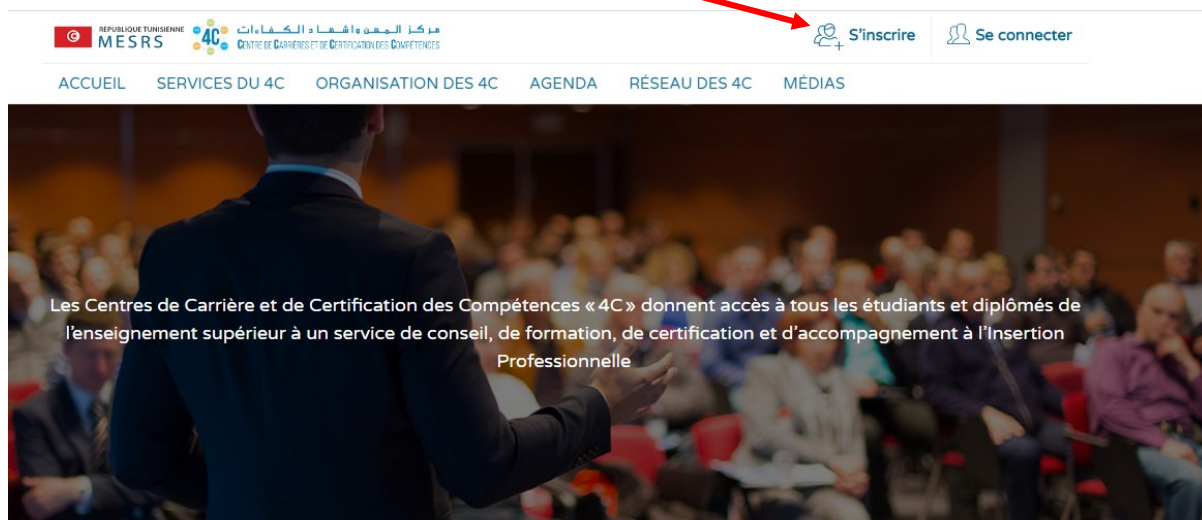 REPUBLIQUE TUNISIENNE
MESRS
4C
مركز المهن واشهاد الكفاءات
CENTRE DE CARRIÈRES ET DE CERTIFICATION DES COMPÉTENCES
S'inscrire
Se connecter
ACCUEIL SERVICES DU 4C ORGANISATION DES 4C AGENDA RÉSEAU DES 4C MÉDIAS
Les Centres de Carrière et de Certification des Compétences « 4C » donnent accès à tous les étudiants et diplômés de
l'enseignement supérieur à un service de conseil, de formation, de certification et d'accompagnement à l'Insertion
Professionnelle